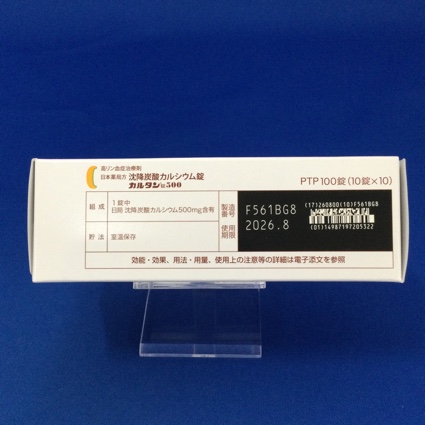 高リン血症治療剤
日本薬局方 沈降炭酸カルシウム錠
カルタン錠500
PTP100錠(10錠×10)
組成
1錠中
日局 沈降炭酸カルシウム500mg含有
貯法
室温保存
製造番号
F561BG8
使用期限
2026.8
(17)260800(10)F561BG8
(01)14987197205322
効能・効果、用法・用量、使用上の注意等の詳細は電子添文を参照